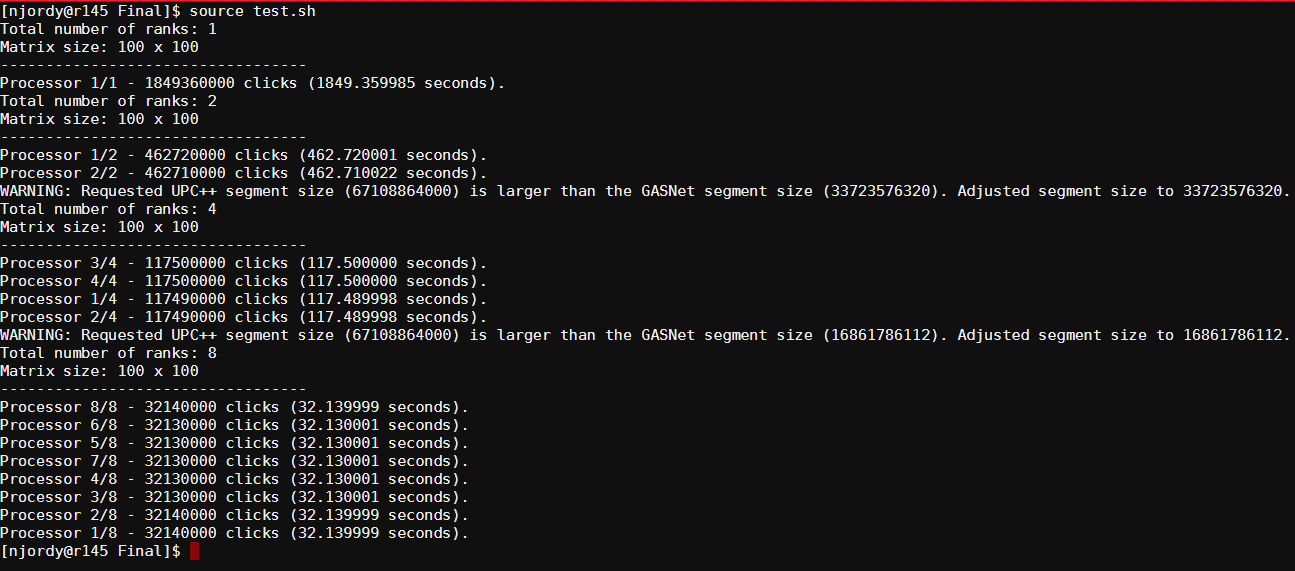 [njordy@r145 Final]$ source test.sh
Total number of ranks: 1
Matrix size: 100 x 100
----------------------------------
Processor 1/1 - 1849360000 clicks (1849.359985 seconds).
Total number of ranks: 2
Matrix size: 100 x 100
----------------------------------
Processor 1/2 - 462720000 clicks (462.720001 seconds).
Processor 2/2 - 462710000 clicks (462.710022 seconds).
WARNING: Requested UPC++ segment size (67108864000) is larger than the GASNet segment size (33723576320). Adjusted segment size to 33723576320.
Total number of ranks: 4
Matrix size: 100 x 100
----------------------------------
Processor 3/4 - 117500000 clicks (117.500000 seconds).
Processor 4/4 - 117500000 clicks (117.500000 seconds).
Processor 1/4 - 117490000 clicks (117.489998 seconds).
Processor 2/4 - 117490000 clicks (117.489998 seconds).
WARNING: Requested UPC++ segment size (67108864000) is larger than the GASNet segment size (16861786112). Adjusted segment size to 16861786112.
Total number of ranks: 8
Matrix size: 100 x 100
----------------------------------
Processor 8/8 - 32140000 clicks (32.139999 seconds).
Processor 6/8 - 32130000 clicks (32.130001 seconds).
Processor 5/8 - 32130000 clicks (32.130001 seconds).
Processor 7/8 - 32130000 clicks (32.130001 seconds).
Processor 4/8 - 32130000 clicks (32.130001 seconds).
Processor 3/8 - 32130000 clicks (32.130001 seconds).
Processor 2/8 - 32140000 clicks (32.139999 seconds).
Processor 1/8 - 32140000 clicks (32.139999 seconds).
[njordy@r145 Final]$